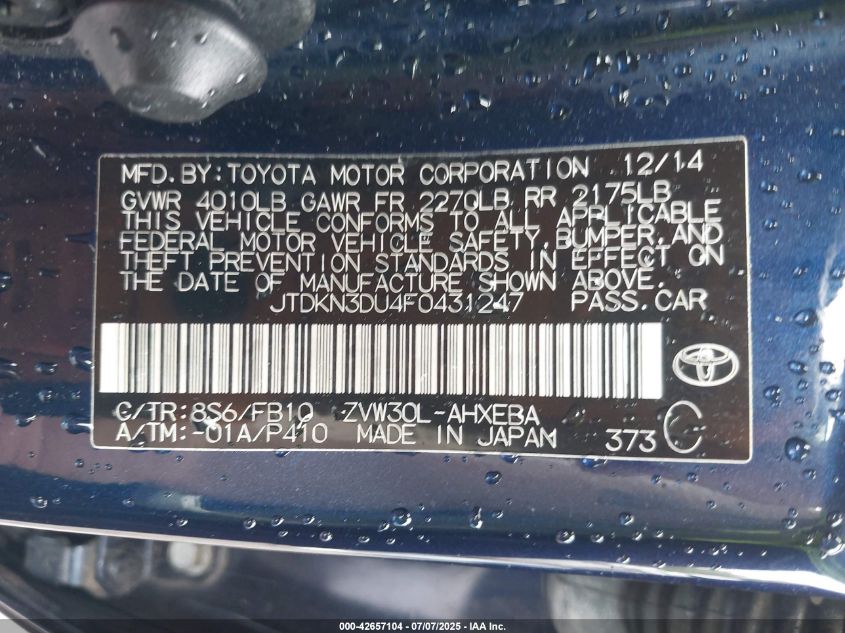 MFD. BY: TOYOTA MOTOR CORPORATION 12/14
GVWR 4010LB GAWR FR 2270LB RR 2175LB
THIS VEHICLE CONFORMS TO ALL APPLICABLE
FEDERAL MOTOR VEHICLE SAFETY, BUMPER, AND
THEFT PREVENTION STANDARDS IN EFFECT ON
THE DATE OF MANUFACTURE SHOWN ABOVE.
JTDKN3DU4F0431247 PASS. CAR
C/TR: 8S6/FB10 ZVW30L-AHXEBA
A/TM: -01A/P410 MADE IN JAPAN 373 C
000-42657104 / 07/07/2025 - IAA Inc.